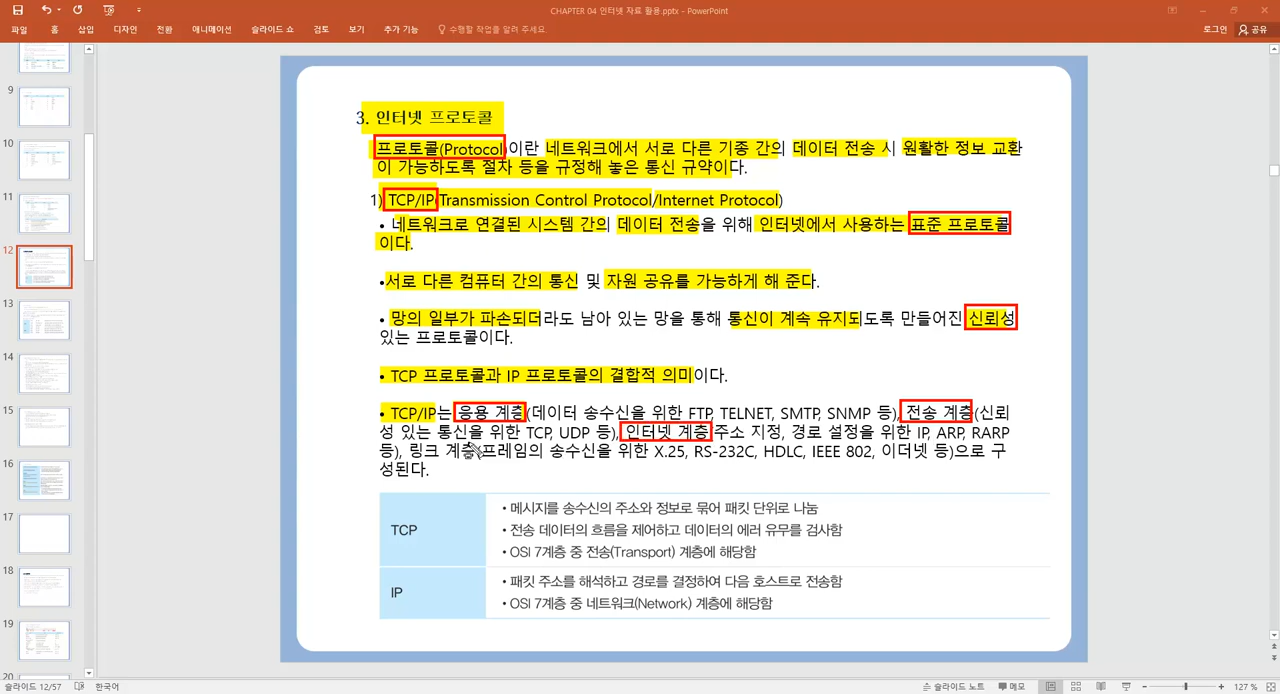 CHAPTER 04 인터넷 자료 활용.pptx - PowerPoint
파일 홈 삽입 디자인 전환 애니메이션 슬라이드 쇼 검토 보기 추가 기능 수행할 작업을 알려 주세요. 로그인 공유
9
10
11
12
13
14
15
16
17
18
19
20
3. 인터넷 프로토콜
프로토콜(Protocol)이란 네트워크에서 서로 다른 기종 간의 데이터 전송 시 원활한 정보 교환
이 가능하도록 절차 등을 규정해 놓은 통신 규약이다.
1) TCP/IP(Transmission Control Protocol/Internet Protocol)
• 네트워크로 연결된 시스템 간의 데이터 전송을 위해 인터넷에서 사용하는 표준 프로토콜
이다.
•서로 다른 컴퓨터 간의 통신 및 자원 공유를 가능하게 해 준다.
• 망의 일부가 파손되더라도 남아 있는 망을 통해 통신이 계속 유지되도록 만들어진 신뢰성
있는 프로토콜이다.
• TCP 프로토콜과 IP 프로토콜의 결합적 의미이다.
• TCP/IP는 응용 계층(데이터 송수신을 위한 FTP, TELNET, SMTP, SNMP 등), 전송 계층(신뢰
성 있는 통신을 위한 TCP, UDP 등), 인터넷 계층(주소 지정, 경로 설정을 위한 IP, ARP, RARP
등), 링크 계층(프레임의 송수신을 위한 X.25, RS-232C, HDLC, IEEE 802, 이더넷 등)으로 구
성된다.
TCP
• 메시지를 송수신의 주소와 정보로 묶어 패킷 단위로 나눔
• 전송 데이터의 흐름을 제어하고 데이터의 에러 유무를 검사함
• OSI 7계층 중 전송(Transport) 계층에 해당함
IP
• 패킷 주소를 해석하고 경로를 결정하여 다음 호스트로 전송함
• OSI 7계층 중 네트워크(Network) 계층에 해당함
슬라이드 12/57 한국어 슬라이드 노트 메모 127 %